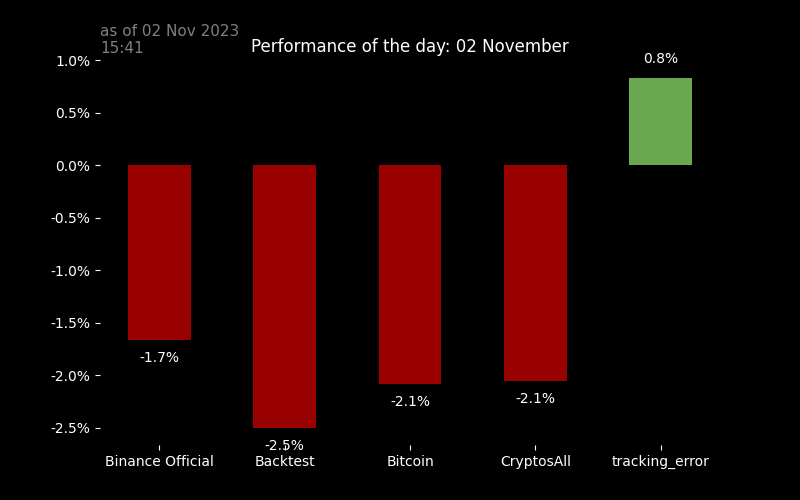 as of 02 Nov 2023
15:41
Performance of the day: 02 November
1.0%
0.5%
0.0%
-0.5%
-1.0%
-1.5%
-2.0%
-2.5%
-1.7%
-2.5%
-2.1%
-2.1%
0.8%
Binance Official
Backtest
Bitcoin
CryptosAll
tracking_error